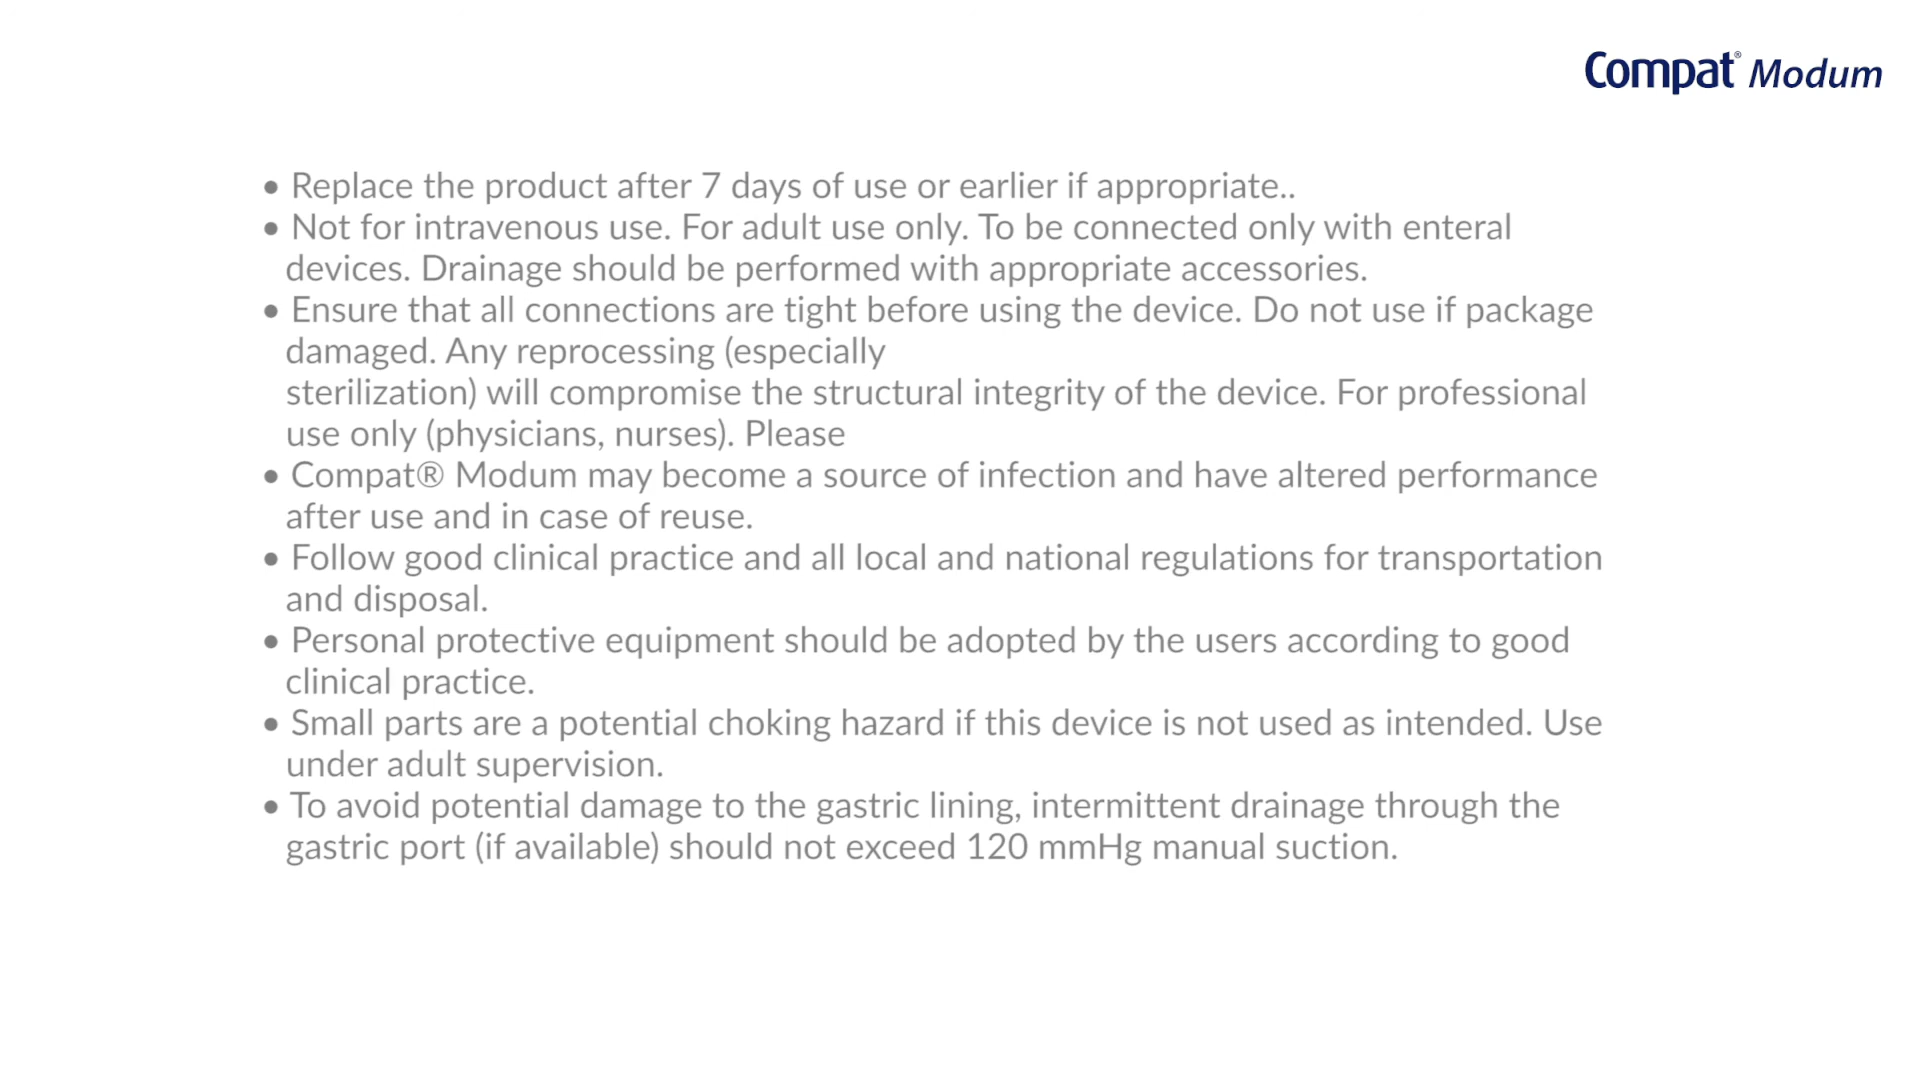 Compat® Modum
• Replace the product after 7 days of use or earlier if appropriate..
• Not for intravenous use. For adult use only. To be connected only with enteral
devices. Drainage should be performed with appropriate accessories.
• Ensure that all connections are tight before using the device. Do not use if package
damaged. Any reprocessing (especially
sterilization) will compromise the structural integrity of the device. For professional
use only (physicians, nurses). Please
• Compat® Modum may become a source of infection and have altered performance
after use and in case of reuse.
• Follow good clinical practice and all local and national regulations for transportation
and disposal.
• Personal protective equipment should be adopted by the users according to good
clinical practice.
• Small parts are a potential choking hazard if this device is not used as intended. Use
under adult supervision.
• To avoid potential damage to the gastric lining, intermittent drainage through the
gastric port (if available) should not exceed 120 mmHg manual suction.